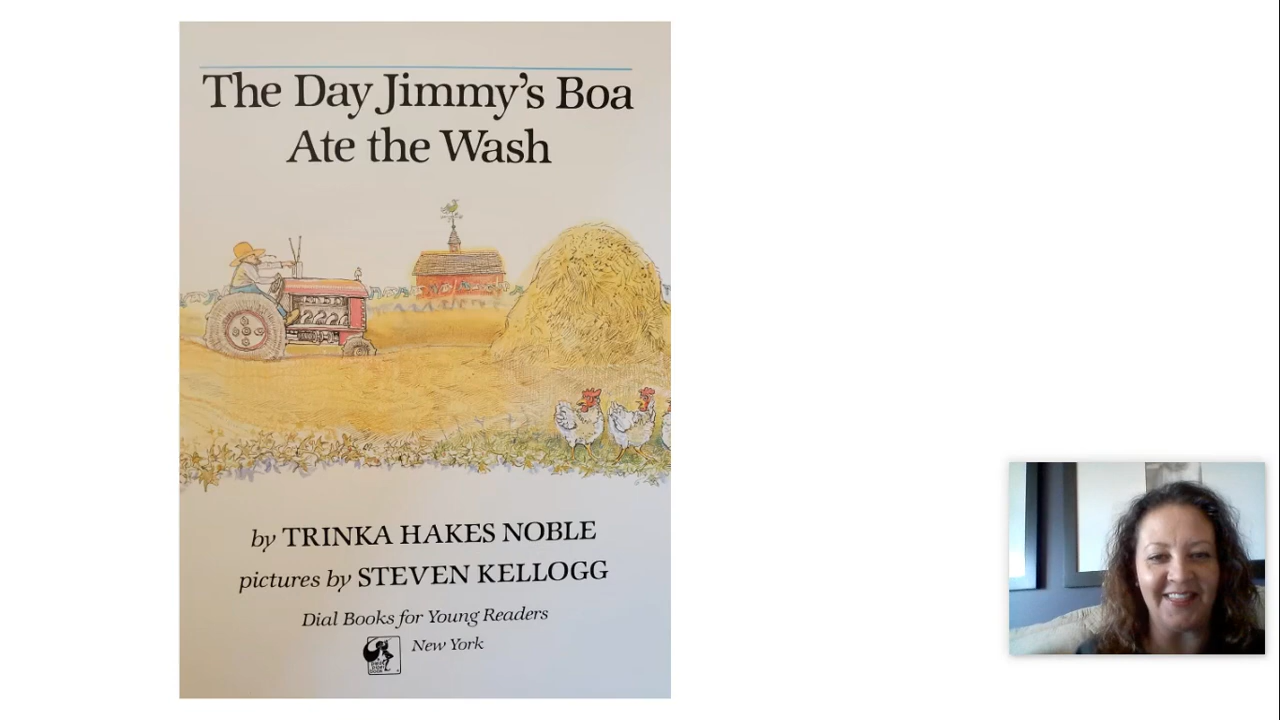 The Day Jimmy's Boa
Ate the Wash
by TRINKA HAKES NOBLE
pictures by STEVEN KELLOGG
Dial Books for Young Readers
New York